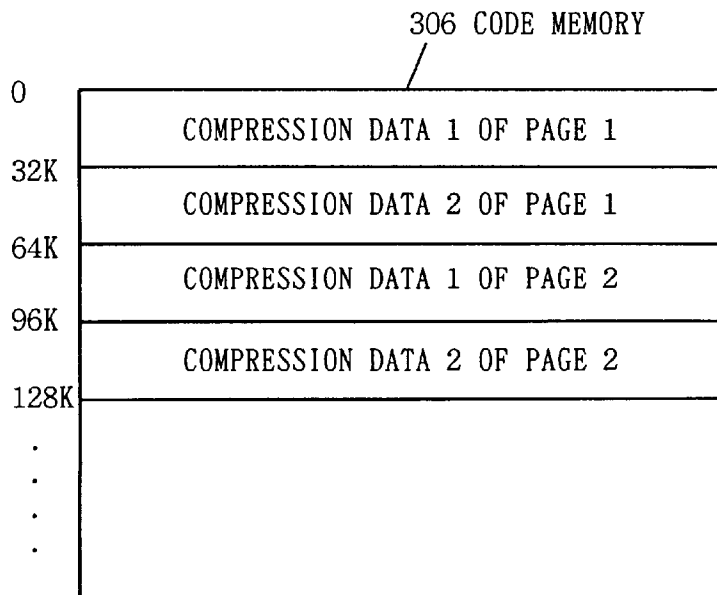 306 CODE MEMORY
0
COMPRESSION DATA 1 OF PAGE 1
32K
COMPRESSION DATA 2 OF PAGE 1
64K
COMPRESSION DATA 1 OF PAGE 2
96K
COMPRESSION DATA 2 OF PAGE 2
128K